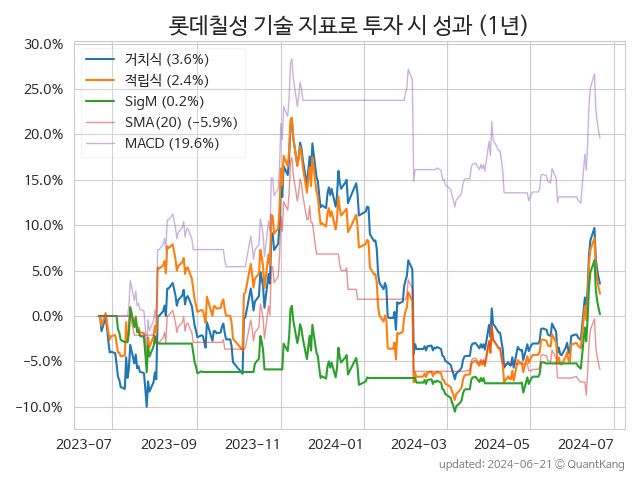 롯데칠성 기술 지표로 투자 시 성과 (1년)
30.0%
25.0%
20.0%
15.0%
10.0%
5.0%
0.0%
−5.0%
−10.0%
거치식 (3.6%)
적립식 (2.4%)
SigM (0.2%)
SMA(20) (-5.9%)
MACD (19.6%)
2023-07
2023-09
2023-11
2024-01
2024-03
2024-05
2024-07
updated: 2024-06-21 © QuantKang